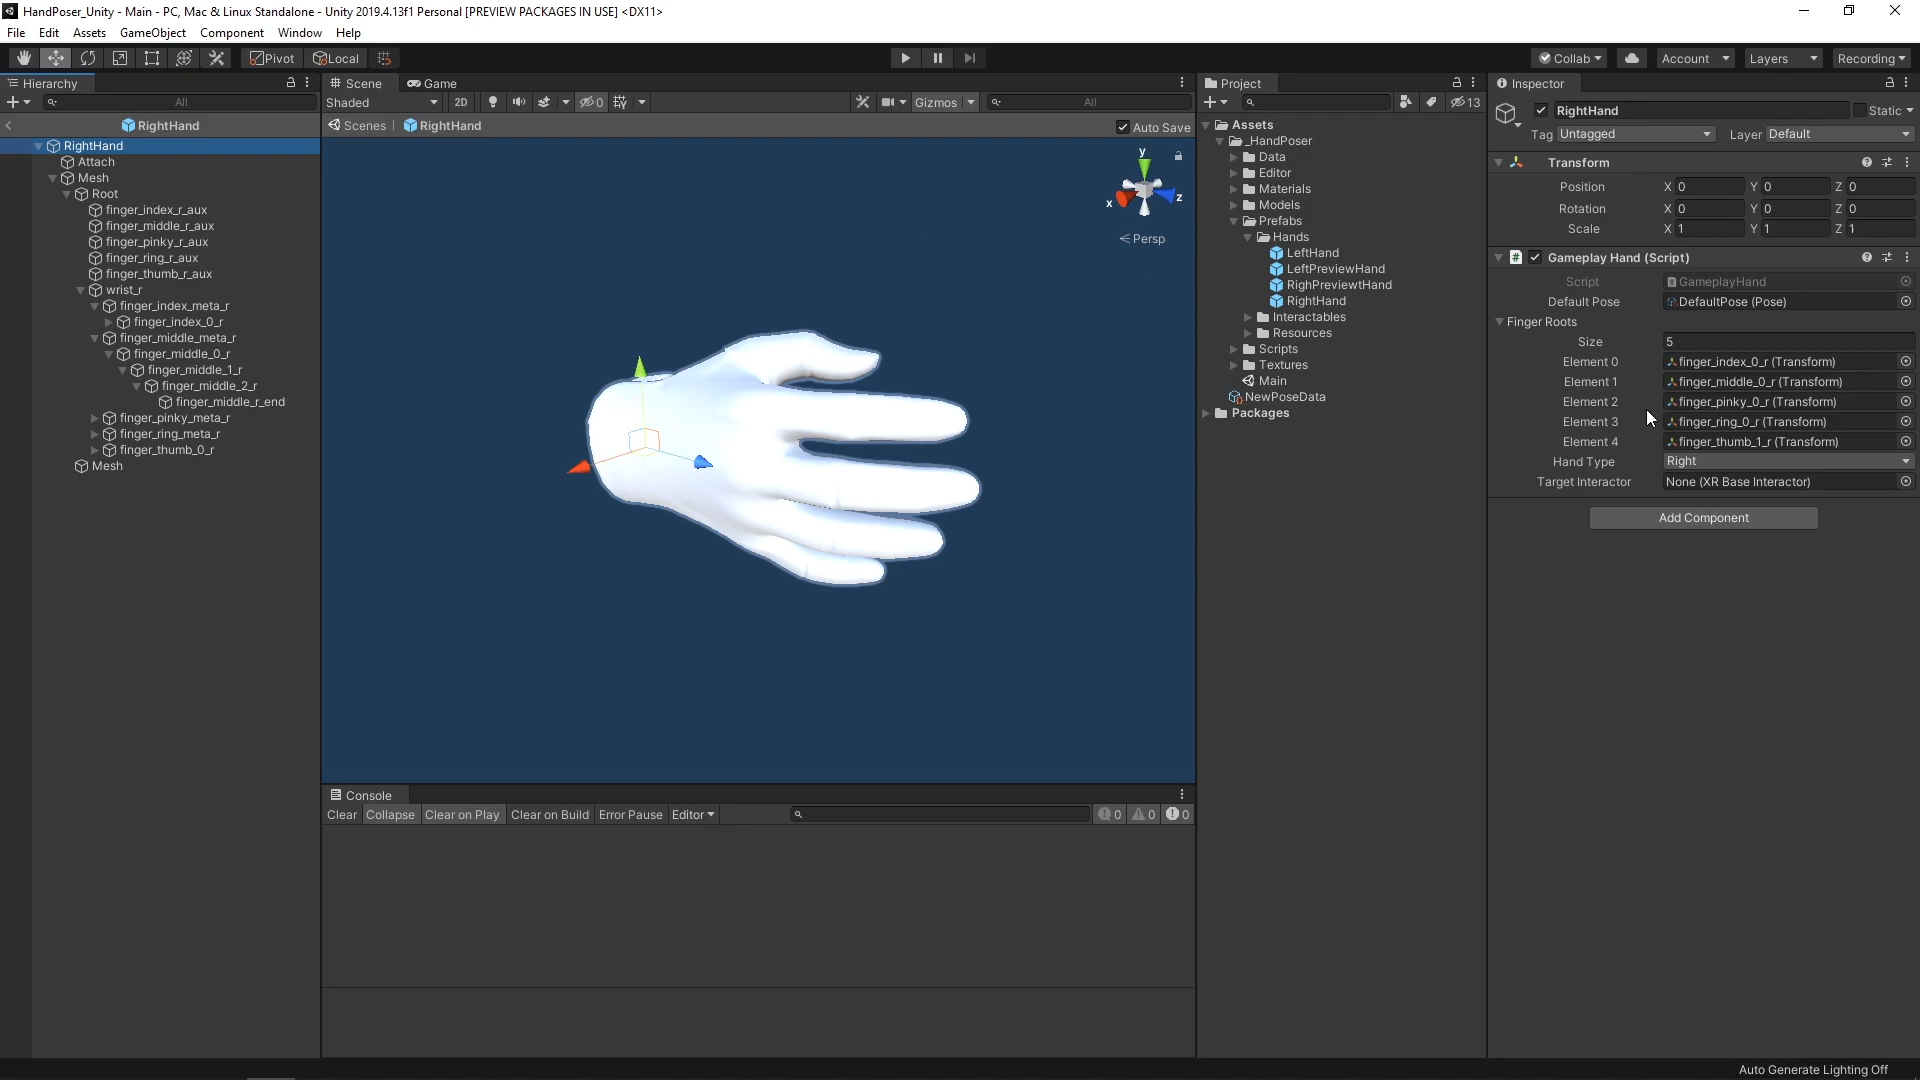 HandPoser_Unity - Main - PC, Mac & Linux Standalone - Unity 2019.4.13f1 Personal [PREVIEW PACKAGES IN USE] <DX11>
File Edit Assets GameObject Component Window Help
Pivot Local Collab Account Layers Recording
Hierarchy
All
RightHand
RightHand
Attach
Mesh
Root
finger_index_r_aux
finger_middle_r_aux
finger_pinky_r_aux
finger_ring_r_aux
finger_thumb_r_aux
wrist_r
finger_index_meta_r
finger_index_0_r
finger_middle_meta_r
finger_middle_0_r
finger_middle_1_r
finger_middle_2_r
finger_middle_r_end
finger_pinky_meta_r
finger_ring_meta_r
finger_thumb_0_r
Mesh
Scene Game
Shaded 2D 0 Gizmos All
Scenes RightHand Auto Save
y
x z
Persp
Console
Clear Collapse Clear on Play Clear on Build Error Pause Editor 0 0 0
Project
13
Assets
_HandPoser
Data
Editor
Materials
Models
Prefabs
Hands
LeftHand
LeftPreviewHand
RighPreviewtHand
RightHand
Interactables
Resources
Scripts
Textures
Main
NewPoseData
Packages
Inspector
RightHand Static
Tag Untagged Layer Default
Transform
Position X 0 Y 0 Z 0
Rotation X 0 Y 0 Z 0
Scale X 1 Y 1 Z 1
# Gameplay Hand (Script)
Script GameplayHand
Default Pose DefaultPose (Pose)
Finger Roots
Size 5
Element 0 finger_index_0_r (Transform)
Element 1 finger_middle_0_r (Transform)
Element 2 finger_pinky_0_r (Transform)
Element 3 finger_ring_0_r (Transform)
Element 4 finger_thumb_1_r (Transform)
Hand Type Right
Target Interactor None (XR Base Interactor)
Add Component
Auto Generate Lighting Off